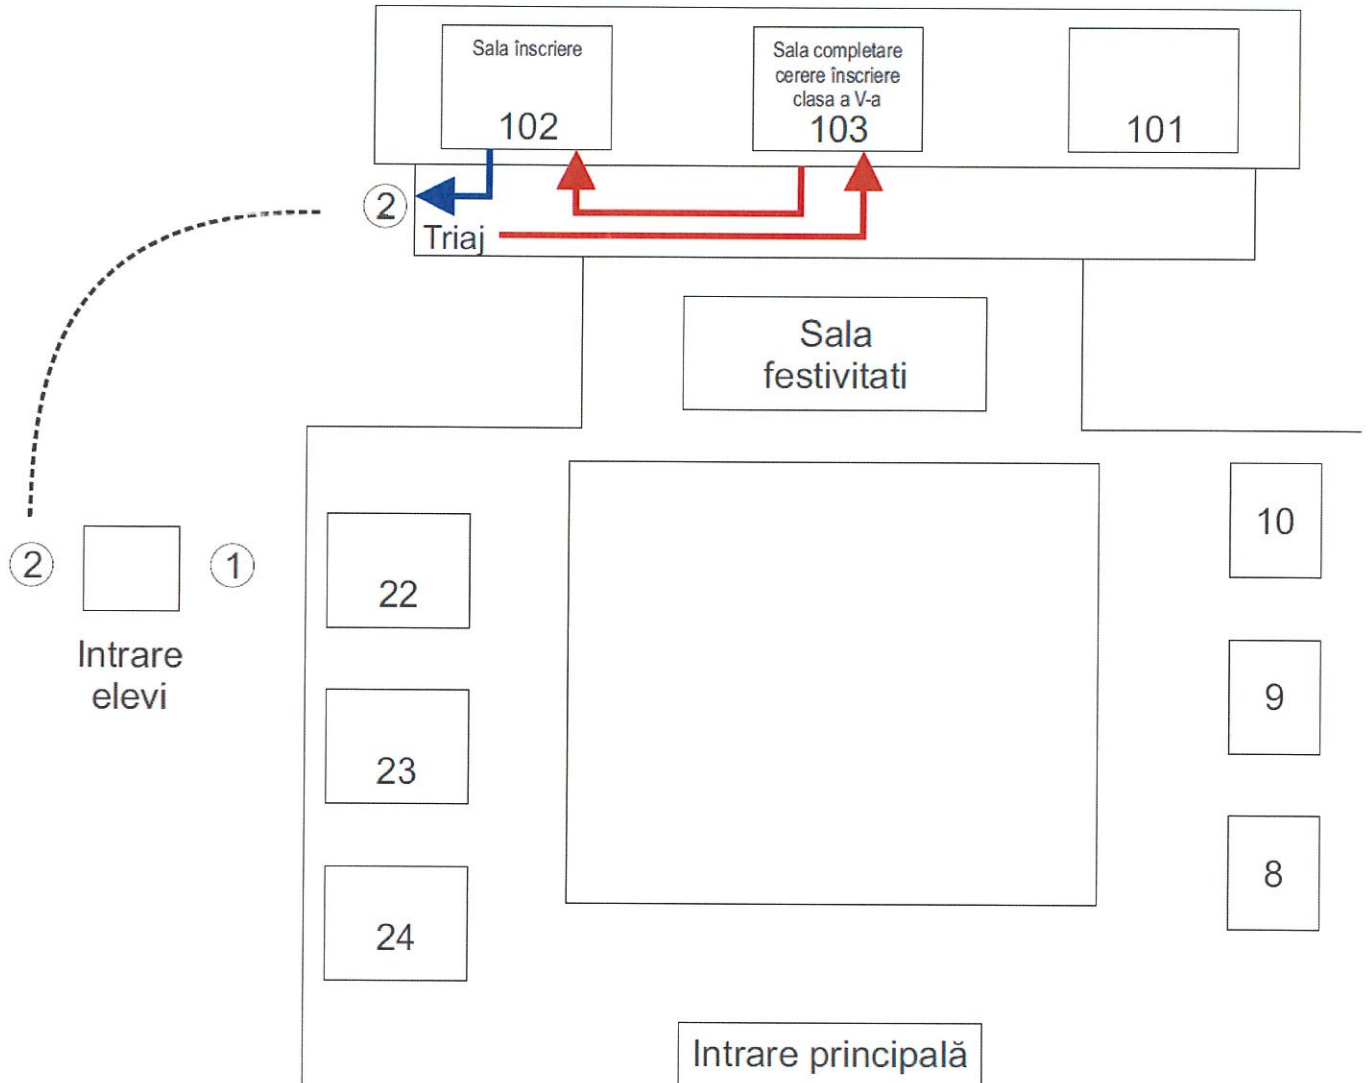 Sala înscriere
102
Sala completare
cerere înscriere
clasa a V-a
103
101
2
Triaj
Sala
festivitati
2
1
Intrare
elevi
22
23
24
10
9
8
Intrare principală